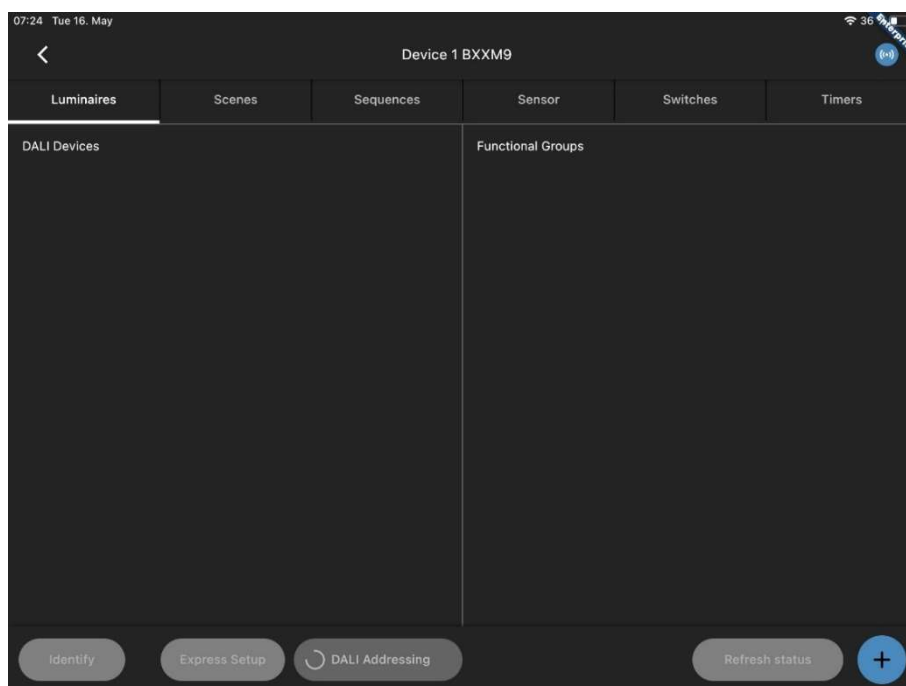 07:24 Tue 16. May
36 %
Enterpri
Device 1 BXXM9
Luminaires Scenes Sequences Sensor Switches Timers
DALI Devices Functional Groups
Identify Express Setup DALI Addressing Refresh status +